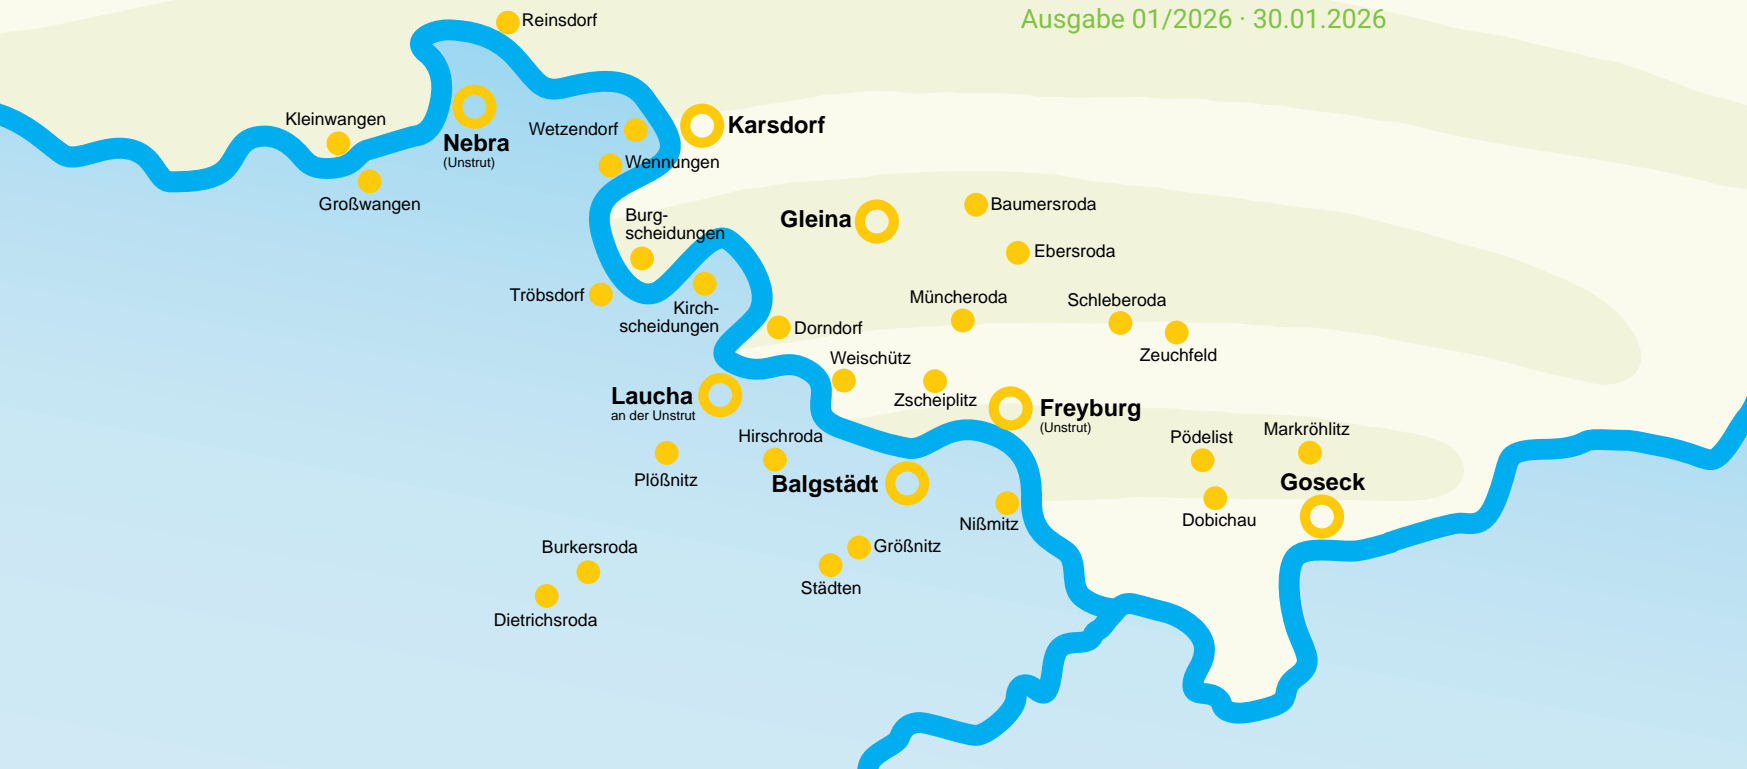 Ausgabe 01/2026 · 30.01.2026
Reinsdorf
Kleinwangen
Nebra
(Unstrut)
Wetzendorf
Karsdorf
Wennungen
Großwangen
Burg-
scheidungen
Gleina
Baumersroda
Ebersroda
Tröbsdorf
Kirch-
scheidungen
Müncheroda
Schleberoda
Dorndorf
Zeuchfeld
Weischütz
Laucha
an der Unstrut
Zscheiplitz
Freyburg
(Unstrut)
Hirschroda
Pödelist
Markröhlitz
Plößnitz
Balgstädt
Goseck
Nißmitz
Dobichau
Burkersroda
Größnitz
Städten
Dietrichsroda